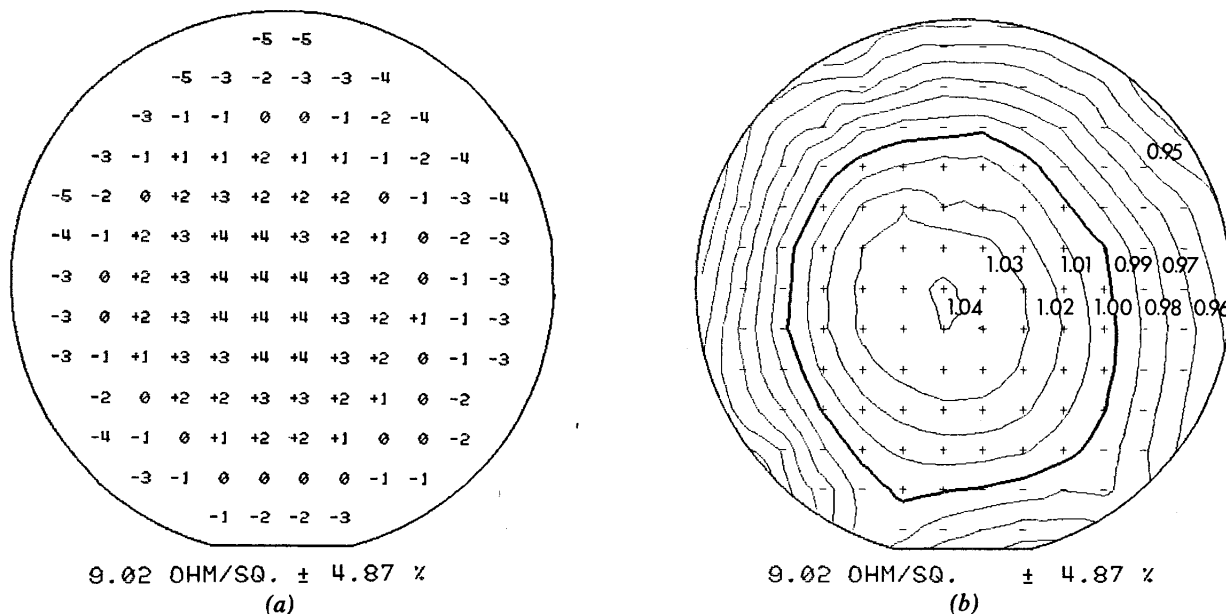 -5 -5
-5 -3 -2 -3 -3 -4
-3 -1 -1 0 0 -1 -2 -4
-3 -1 +1 +1 +2 +1 +1 -1 -2 -4
-5 -2 0 +2 +3 +2 +2 +2 0 -1 -3 -4
-4 -1 +2 +3 +4 +4 +3 +2 +1 0 -2 -3
-3 0 +2 +3 +4 +4 +4 +3 +2 0 -1 -3
-3 0 +2 +3 +4 +4 +4 +3 +2 +1 -1 -3
-3 -1 +1 +3 +3 +4 +4 +3 +2 0 -1 -3
-2 0 +2 +2 +3 +3 +2 +1 0 -2
-4 -1 0 +1 +2 +2 +1 0 0 -2
-3 -1 0 0 0 0 -1 -1
-1 -2 -2 -3
9.02 OHM/SQ. ± 4.87 %
(a)
0.95
1.03 1.01 0.99 0.97
1.04 1.02 1.00 0.98 0.96
9.02 OHM/SQ. ± 4.87 %
(b)